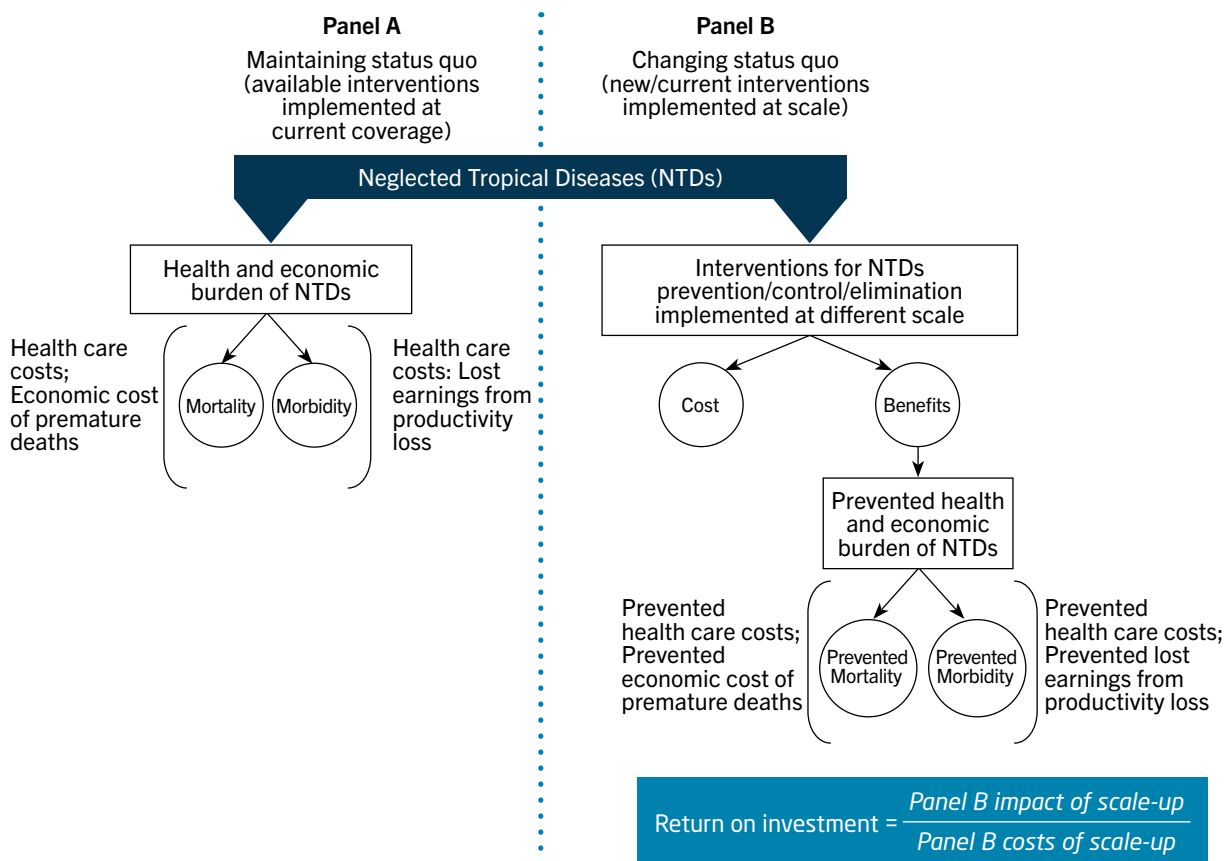 Panel A
Maintaining status quo
(available interventions
implemented at
current coverage)
Panel B
Changing status quo
(new/current interventions
implemented at scale)
Neglected Tropical Diseases (NTDs)
Health and economic
burden of NTDs
Health care
costs;
Economic cost
of premature
deaths
Mortality
Morbidity
Health care
costs: Lost
earnings from
productivity
loss
Interventions for NTDs
prevention/control/elimination
implemented at different scale
Cost
Benefits
Prevented health
and economic
burden of NTDs
Prevented
health care costs;
Prevented
economic cost of
premature deaths
Prevented
Mortality
Prevented
Morbidity
Prevented
health care costs;
Prevented lost
earnings from
productivity loss
Return on investment =
Panel B impact of scale-up
Panel B costs of scale-up